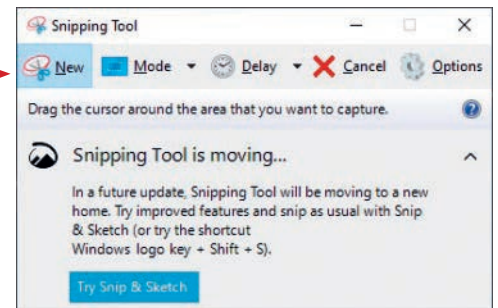 Snipping Tool
New Mode Delay Cancel Options
Drag the cursor around the area that you want to capture.
Snipping Tool is moving...
In a future update, Snipping Tool will be moving to a new
home. Try improved features and snip as usual with Snip
& Sketch (or try the shortcut
Windows logo key + Shift + S).
Try Snip & Sketch